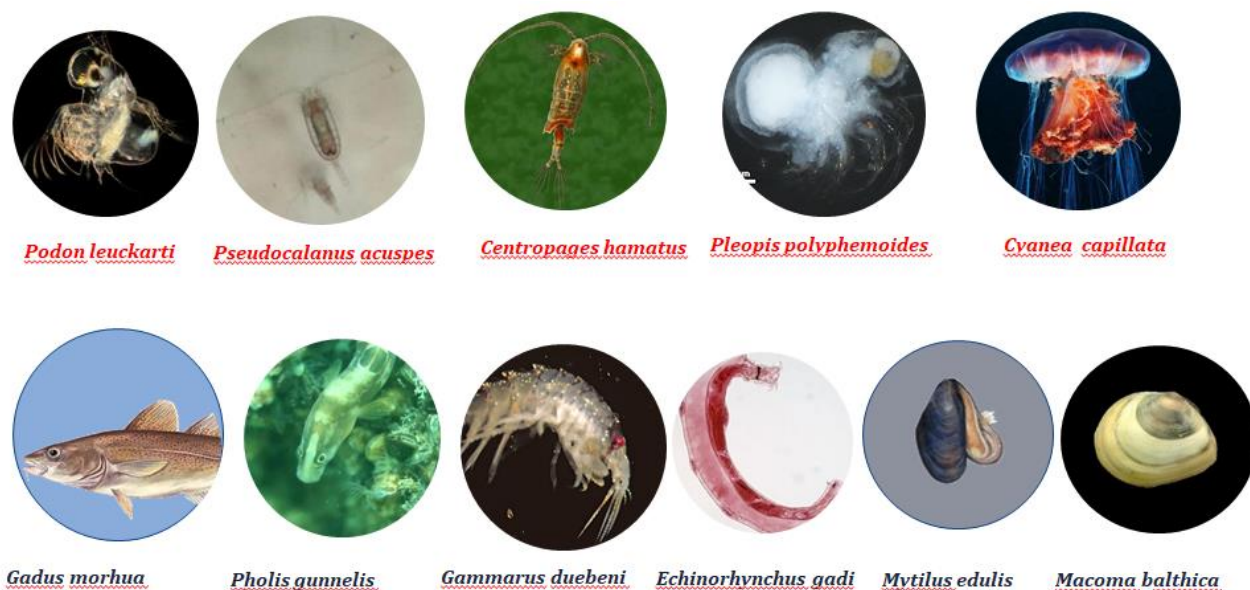 Podon leuckarti
Pseudocalanus acuspes
Centropages hamatus
Pleopis polyphemoides
Cyanea capillata
Gadus morhua
Pholis gunnelis
Gammarus duebeni
Echinorhynchus gadi
Mytilus edulis
Macoma balthica